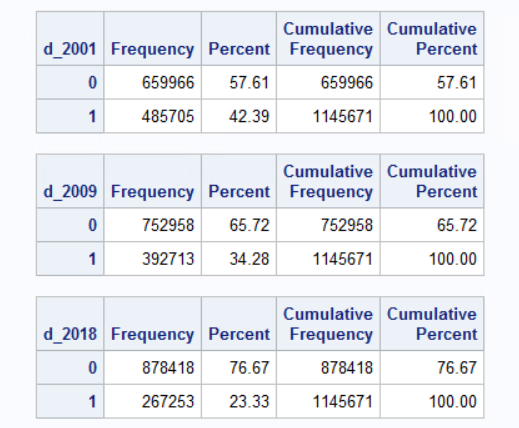 d_2001 Frequency Percent Cumulative Frequency Cumulative Percent
0 659966 57.61 659966 57.61
1 485705 42.39 1145671 100.00
d_2009 Frequency Percent Cumulative Frequency Cumulative Percent
0 752958 65.72 752958 65.72
1 392713 34.28 1145671 100.00
d_2018 Frequency Percent Cumulative Frequency Cumulative Percent
0 878418 76.67 878418 76.67
1 267253 23.33 1145671 100.00